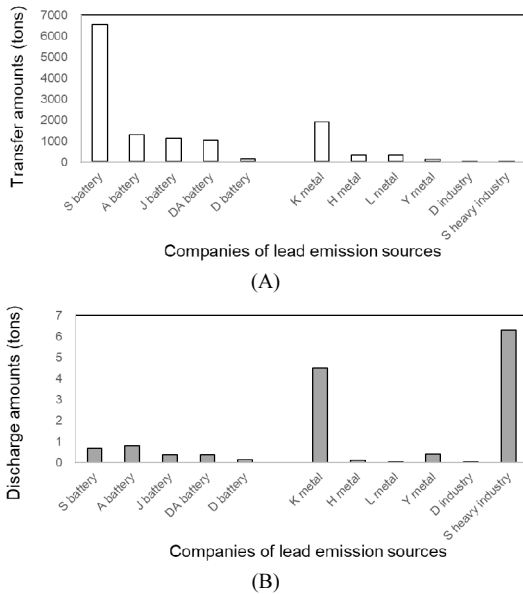 Transfer amounts (tons)
7000
6000
5000
4000
3000
2000
1000
0
S battery
A battery
J battery
DA battery
D battery
K metal
H metal
L metal
Y metal
D industry
S heavy industry
Companies of lead emission sources
(A)
Discharge amounts (tons)
7
6
5
4
3
2
1
0
S battery
A battery
J battery
DA battery
D battery
K metal
H metal
L metal
Y metal
D industry
S heavy industry
Companies of lead emission sources
(B)